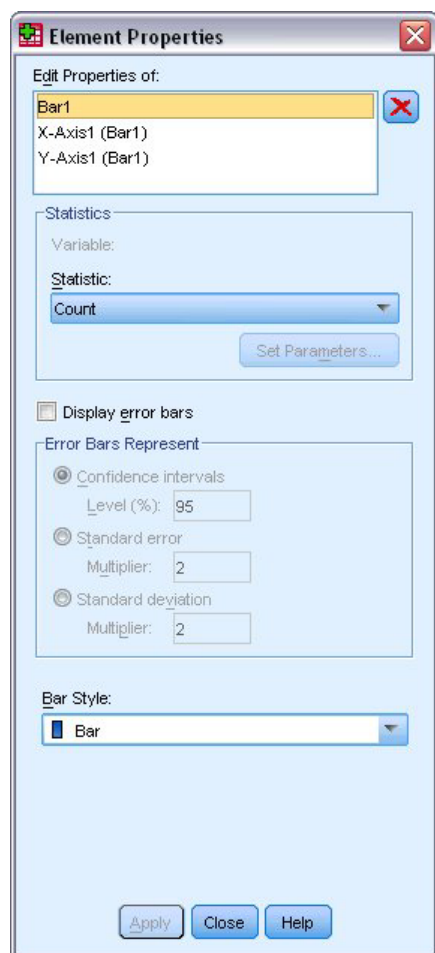 Element Properties
Edit Properties of:
Bar1
X-Axis1 (Bar1)
Y-Axis1 (Bar1)
Statistics
Variable:
Statistic:
Count
Set Parameters...
Display error bars
Error Bars Represent
Confidence intervals
Level (%): 95
Standard error
Multiplier: 2
Standard deviation
Multiplier: 2
Bar Style:
Bar
Apply Close Help